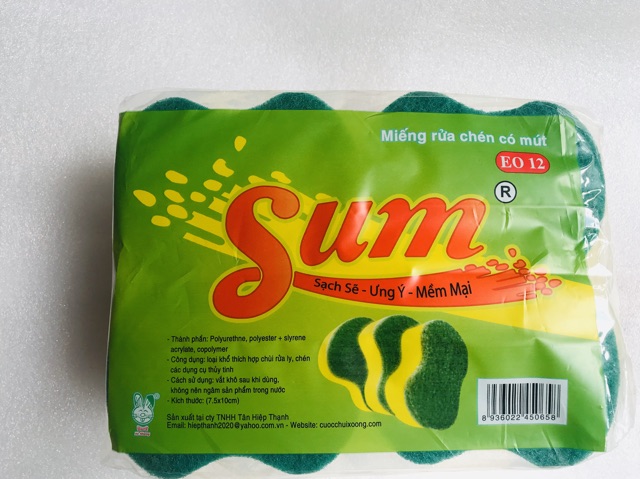 Miếng rửa chén có mút
EO 12
Sum ®
Sạch Sẽ - Ưng Ý - Mềm Mại
- Thành phần: Polyurethne, polyester + slyrene
acrylate, copolymer
- Công dụng: loại khổ thích hợp chùi rửa ly, chén
các dụng cụ thủy tinh
- Cách sử dụng: vắt khô sau khi dùng,
không nên ngâm sản phẩm trong nước
- Kích thước: (7.5x10cm)
Sản xuất tại cty TNHH Tân Hiệp Thạnh
Email: hiepthanh2020@yahoo.com.vn - Website: cuocchuixoong.com
8 936022 450658